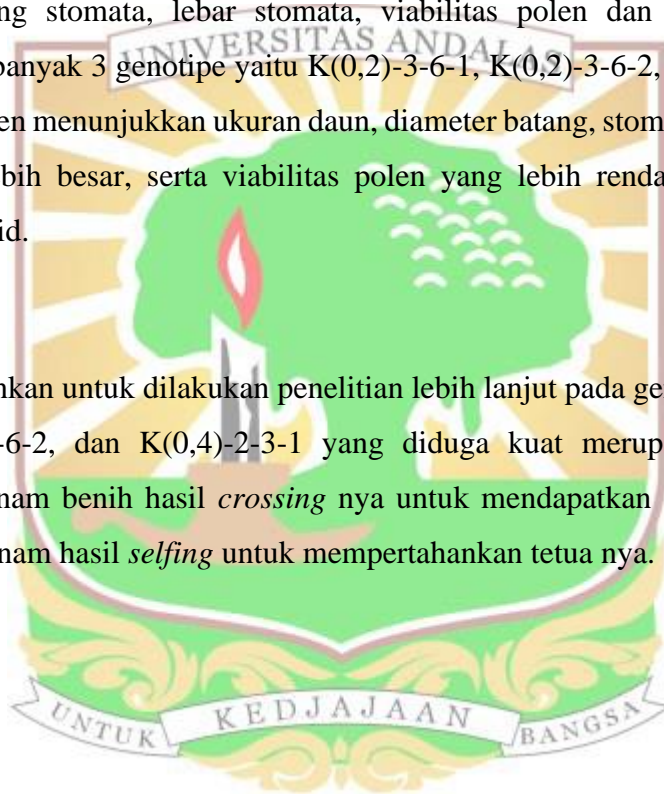 ng stomata, lebar stomata, viabilitas polen dan
UNIVERSITAS ANDALAS
banyak 3 genotipe yaitu K(0,2)-3-6-1, K(0,2)-3-6-2,
en menunjukkan ukuran daun, diameter batang, stom
bih besar, serta viabilitas polen yang lebih renda
id.
nkan untuk dilakukan penelitian lebih lanjut pada ge
-6-2, dan K(0,4)-2-3-1 yang diduga kuat merup
nam benih hasil crossing nya untuk mendapatkan
nam hasil selfing untuk mempertahankan tetua nya.
UNTUK KEDJAJAAN BANGSA